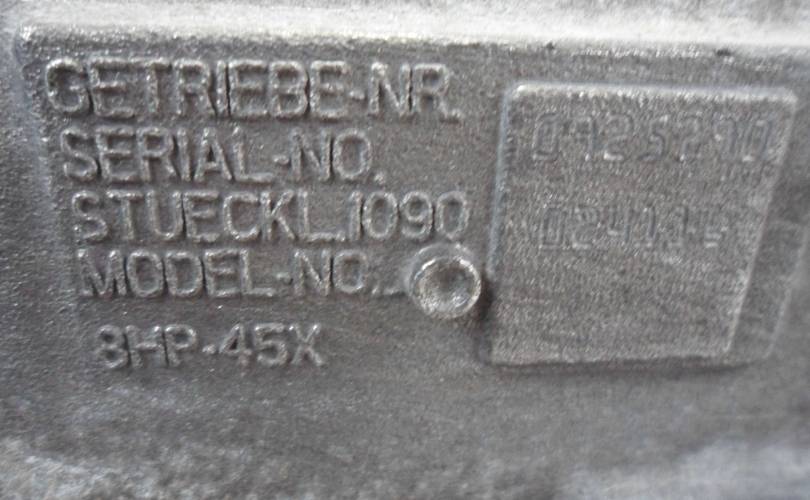 GETRIEBE-NR.
SERIAL-NO.
STUECKL.1090
MODEL-NO.
8HP-45X